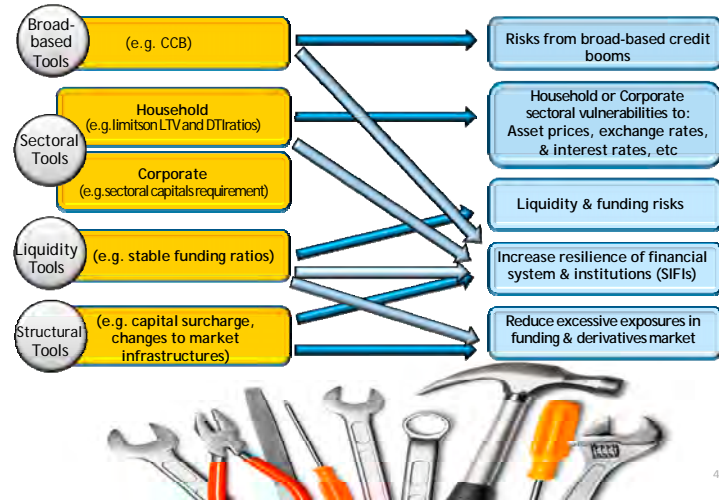 Broad-
based
Tools
(e.g. CCB)
Risks from broad-based credit
booms
Sectoral
Tools
Household
(e.g.limitson LTV and DTIratios)
Household or Corporate
sectoral vulnerabilities to:
Asset prices, exchange rates,
& interest rates, etc
Corporate
(e.g.sectoral capitals requirement)
Liquidity & funding risks
Liquidity
Tools
(e.g. stable funding ratios)
Increase resilience of financial
system & institutions (SIFIs)
Structural
Tools
(e.g. capital surcharge,
changes to market
infrastructures)
Reduce excessive exposures in
funding & derivatives market
4